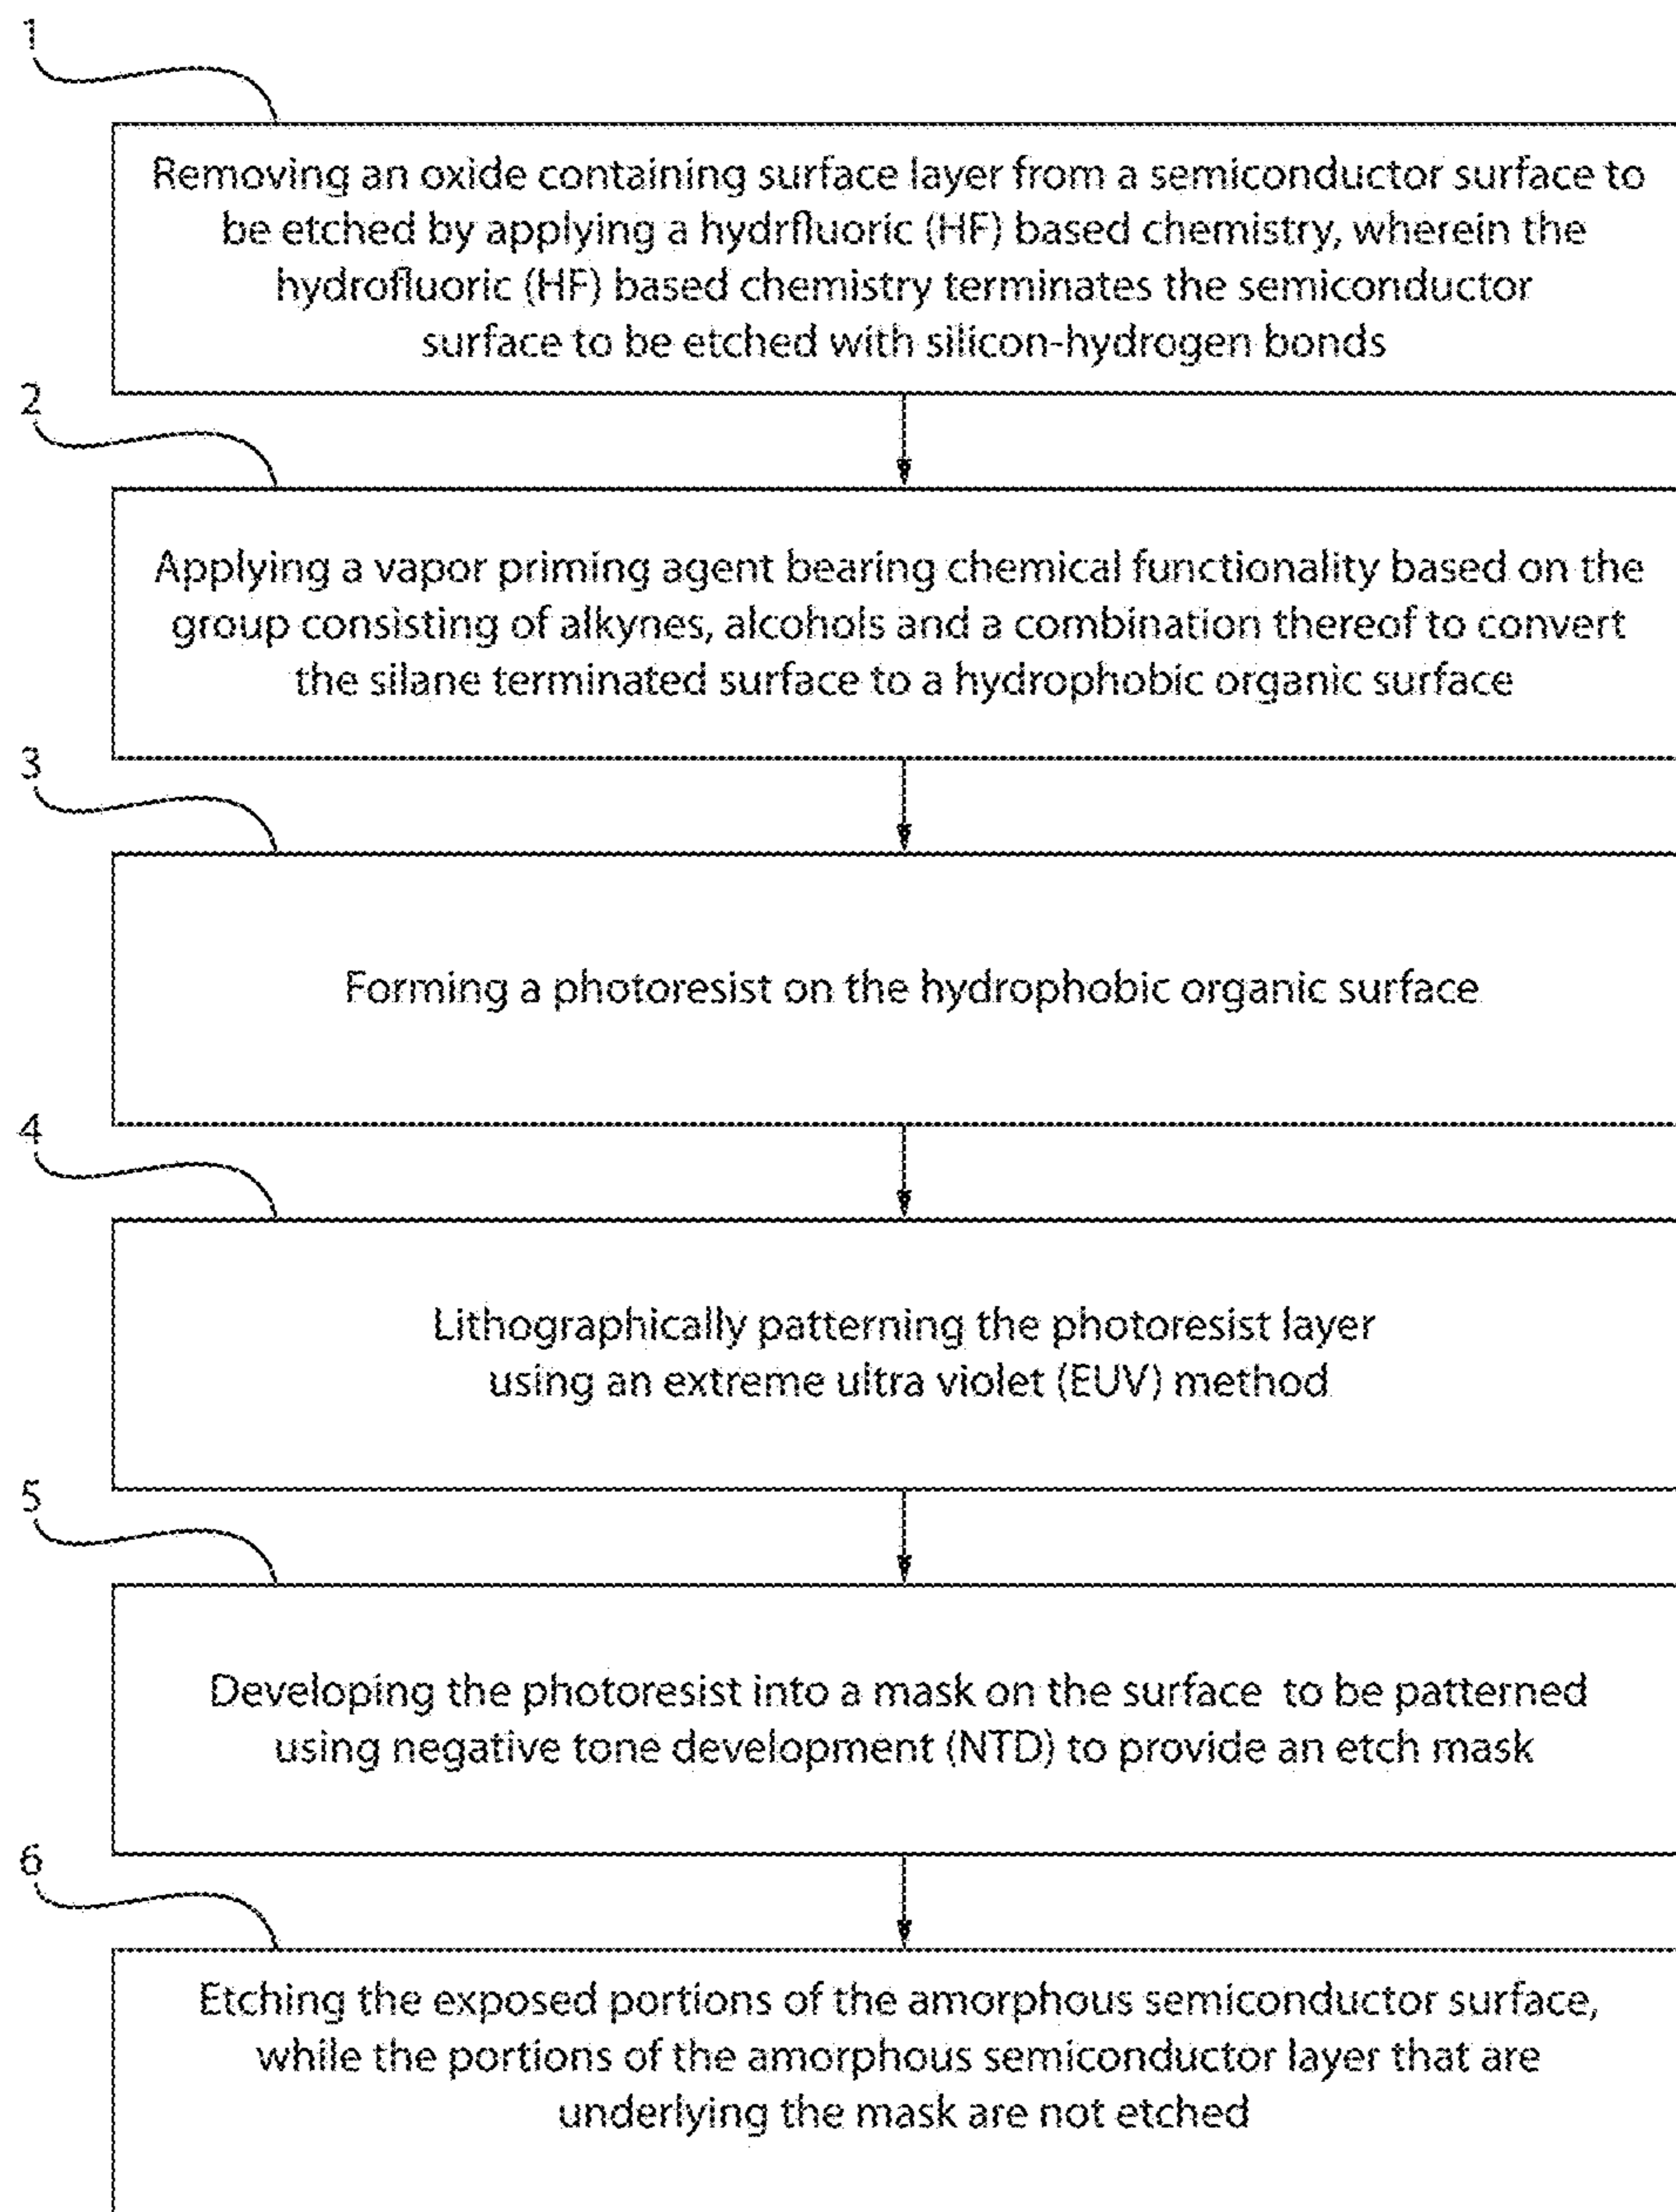 1
Removing an oxide containing surface layer from a semiconductor surface to
be etched by applying a hydrfluoric (HF) based chemistry, wherein the
hydrofluoric (HF) based chemistry terminates the semiconductor
surface to be etched with silicon-hydrogen bonds
2
Applying a vapor priming agent bearing chemical functionality based on the
group consisting of alkynes, alcohols and a combination thereof to convert
the silane terminated surface to a hydrophobic organic surface
3
Forming a photoresist on the hydrophobic organic surface
4
Lithographically patterning the photoresist layer
using an extreme ultra violet (EUV) method
5
Developing the photoresist into a mask on the surface to be patterned
using negative tone development (NTD) to provide an etch mask
6
Etching the exposed portions of the amorphous semiconductor surface,
while the portions of the amorphous semiconductor layer that are
underlying the mask are not etched